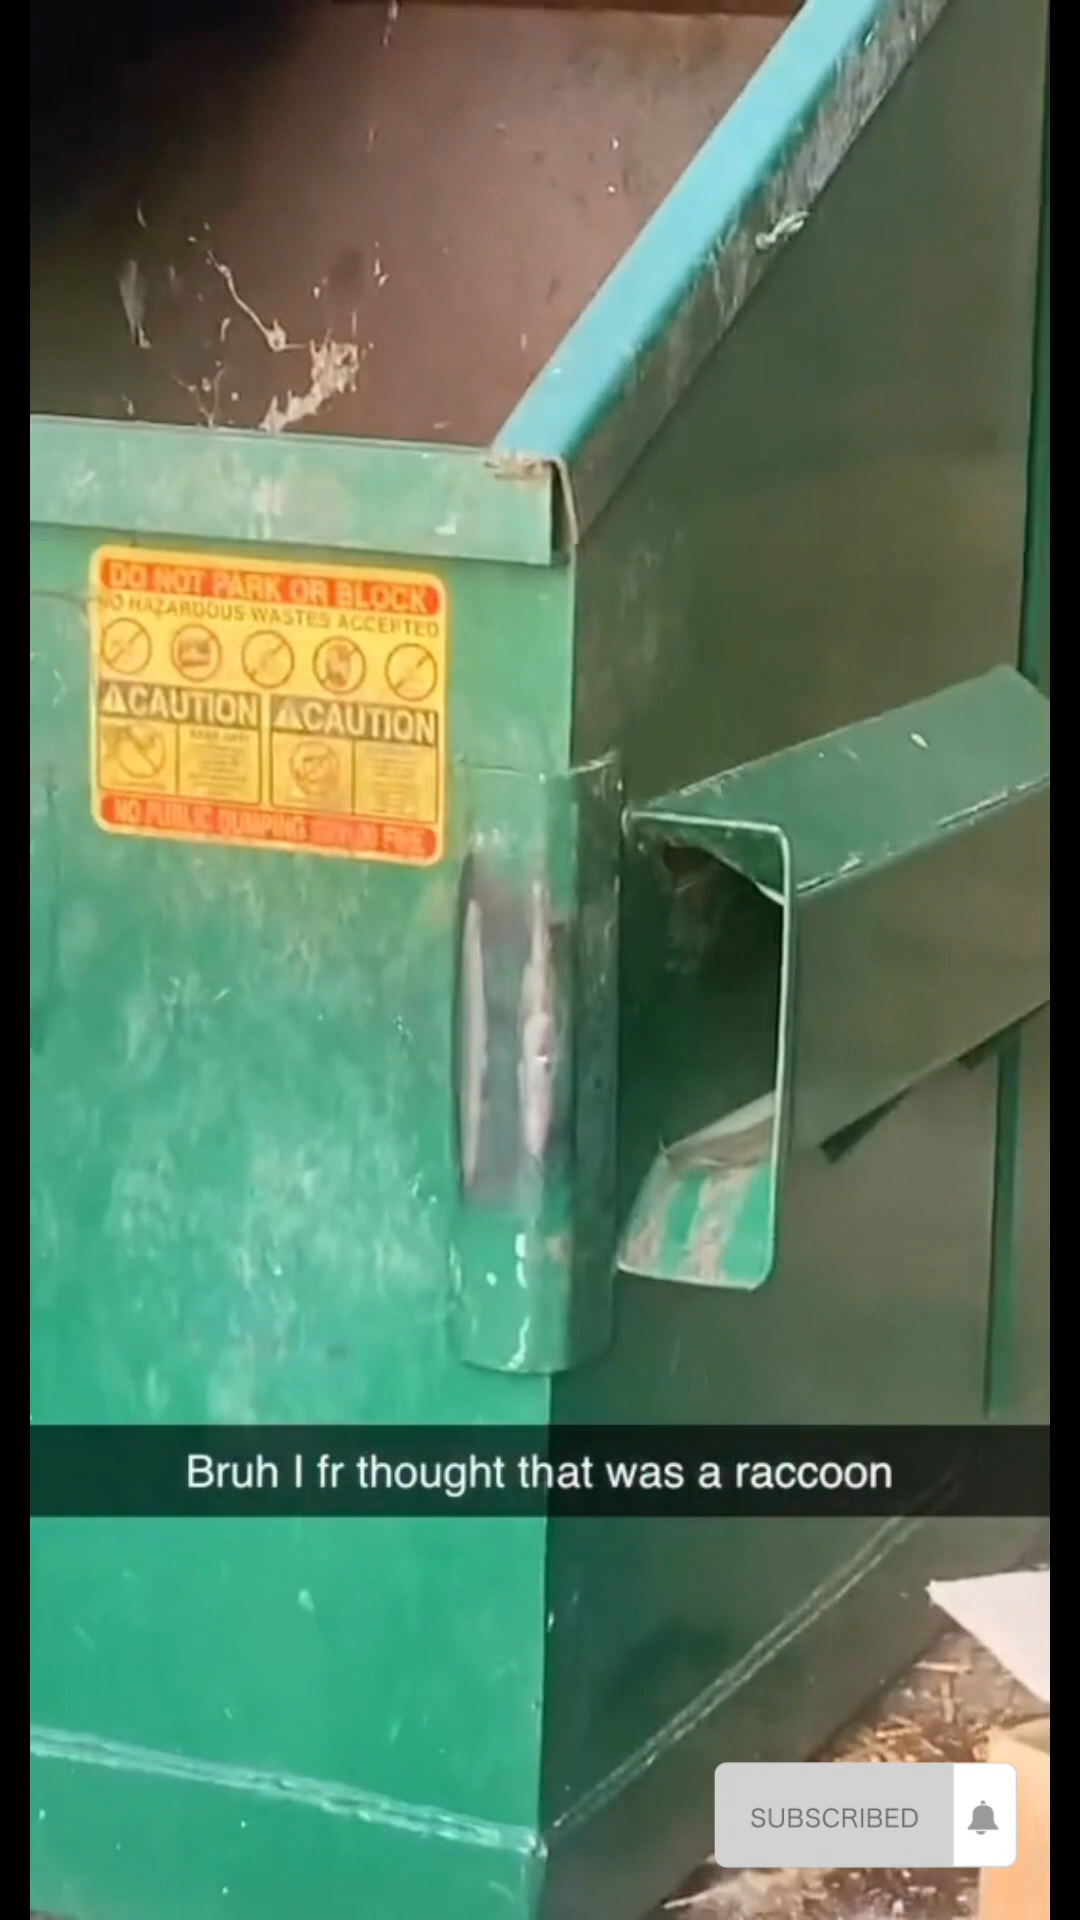 DO NOT PARK OR BLOCK
NO HAZARDOUS WASTES ACCEPTED
CAUTION CAUTION
NO PUBLIC DUMPING FINE
Bruh I fr thought that was a raccoon
SUBSCRIBED